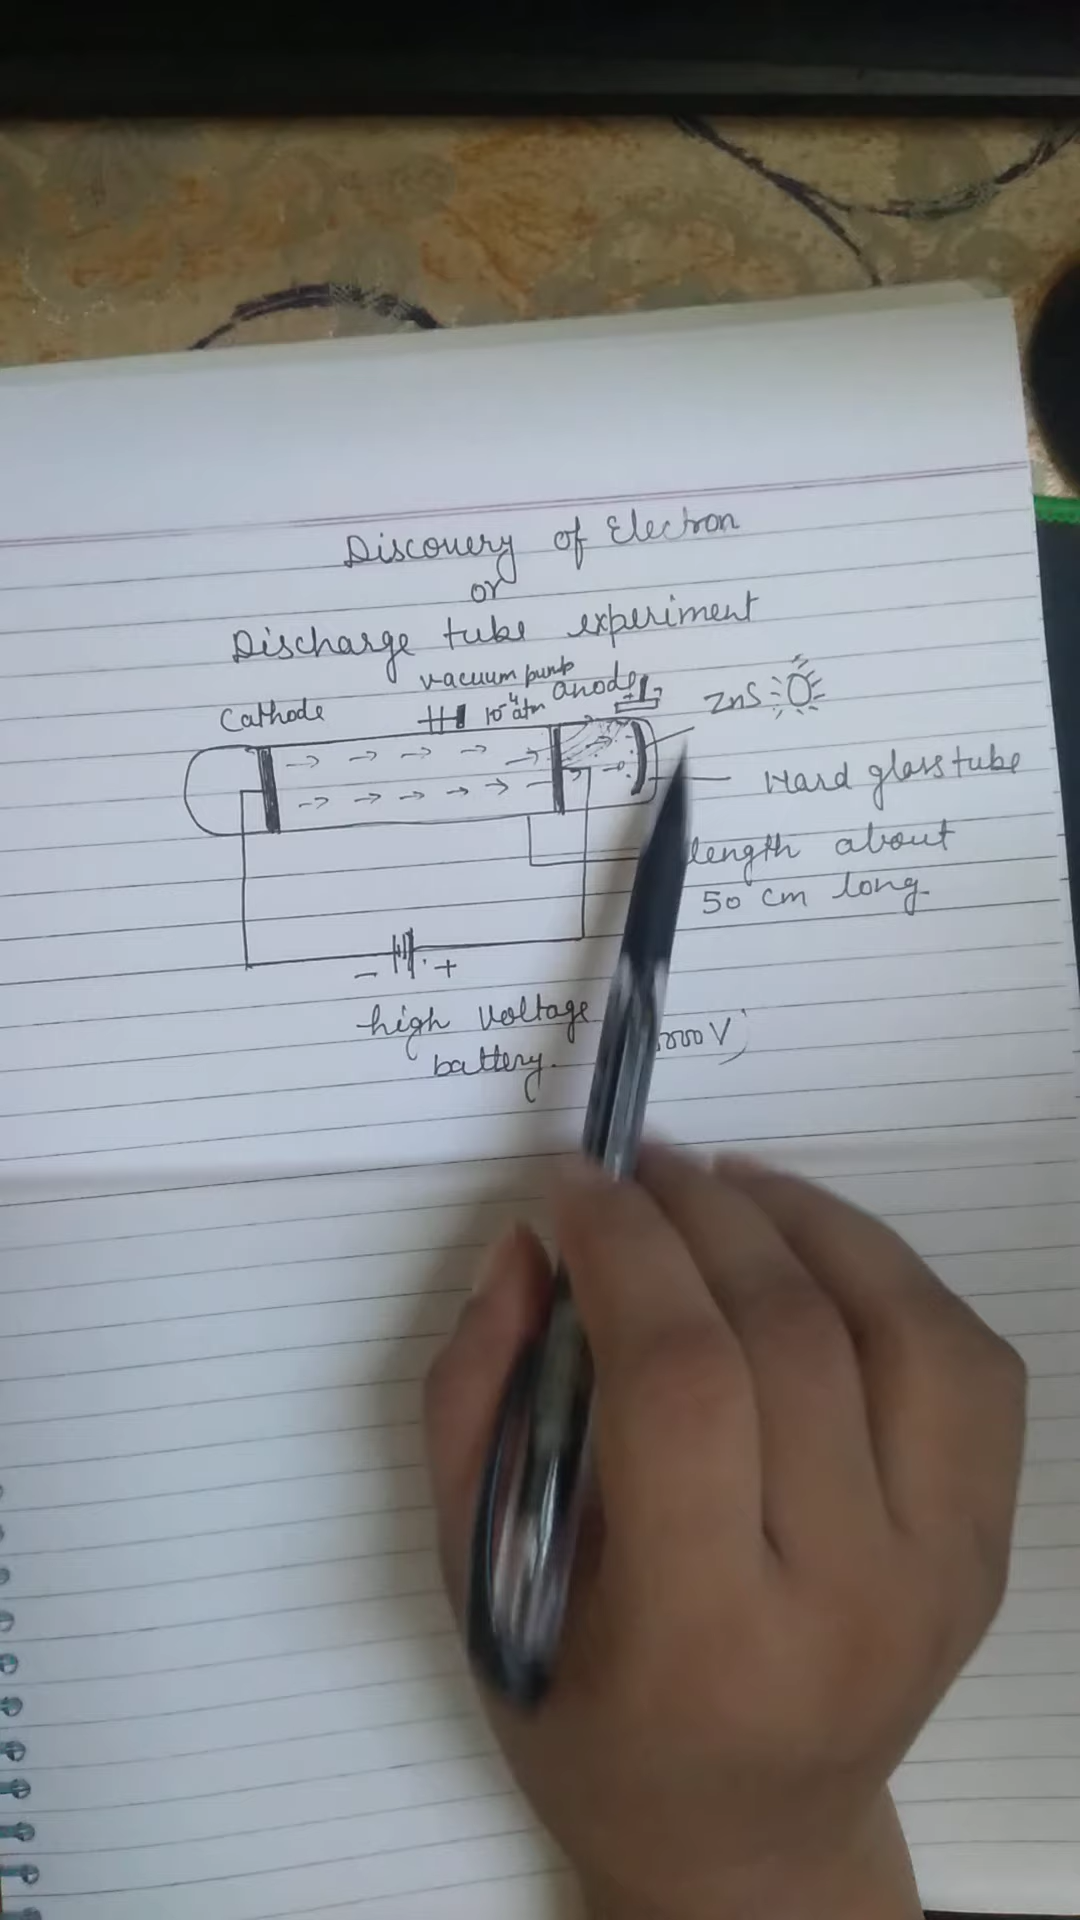 Discovery of Electron
or
Discharge tube experiment
vacuum pump
Cathode
10⁻⁴ atm
anode
ZnS
Hard glass tube
length about
50 cm long
- +
high voltage
battery.
000V)